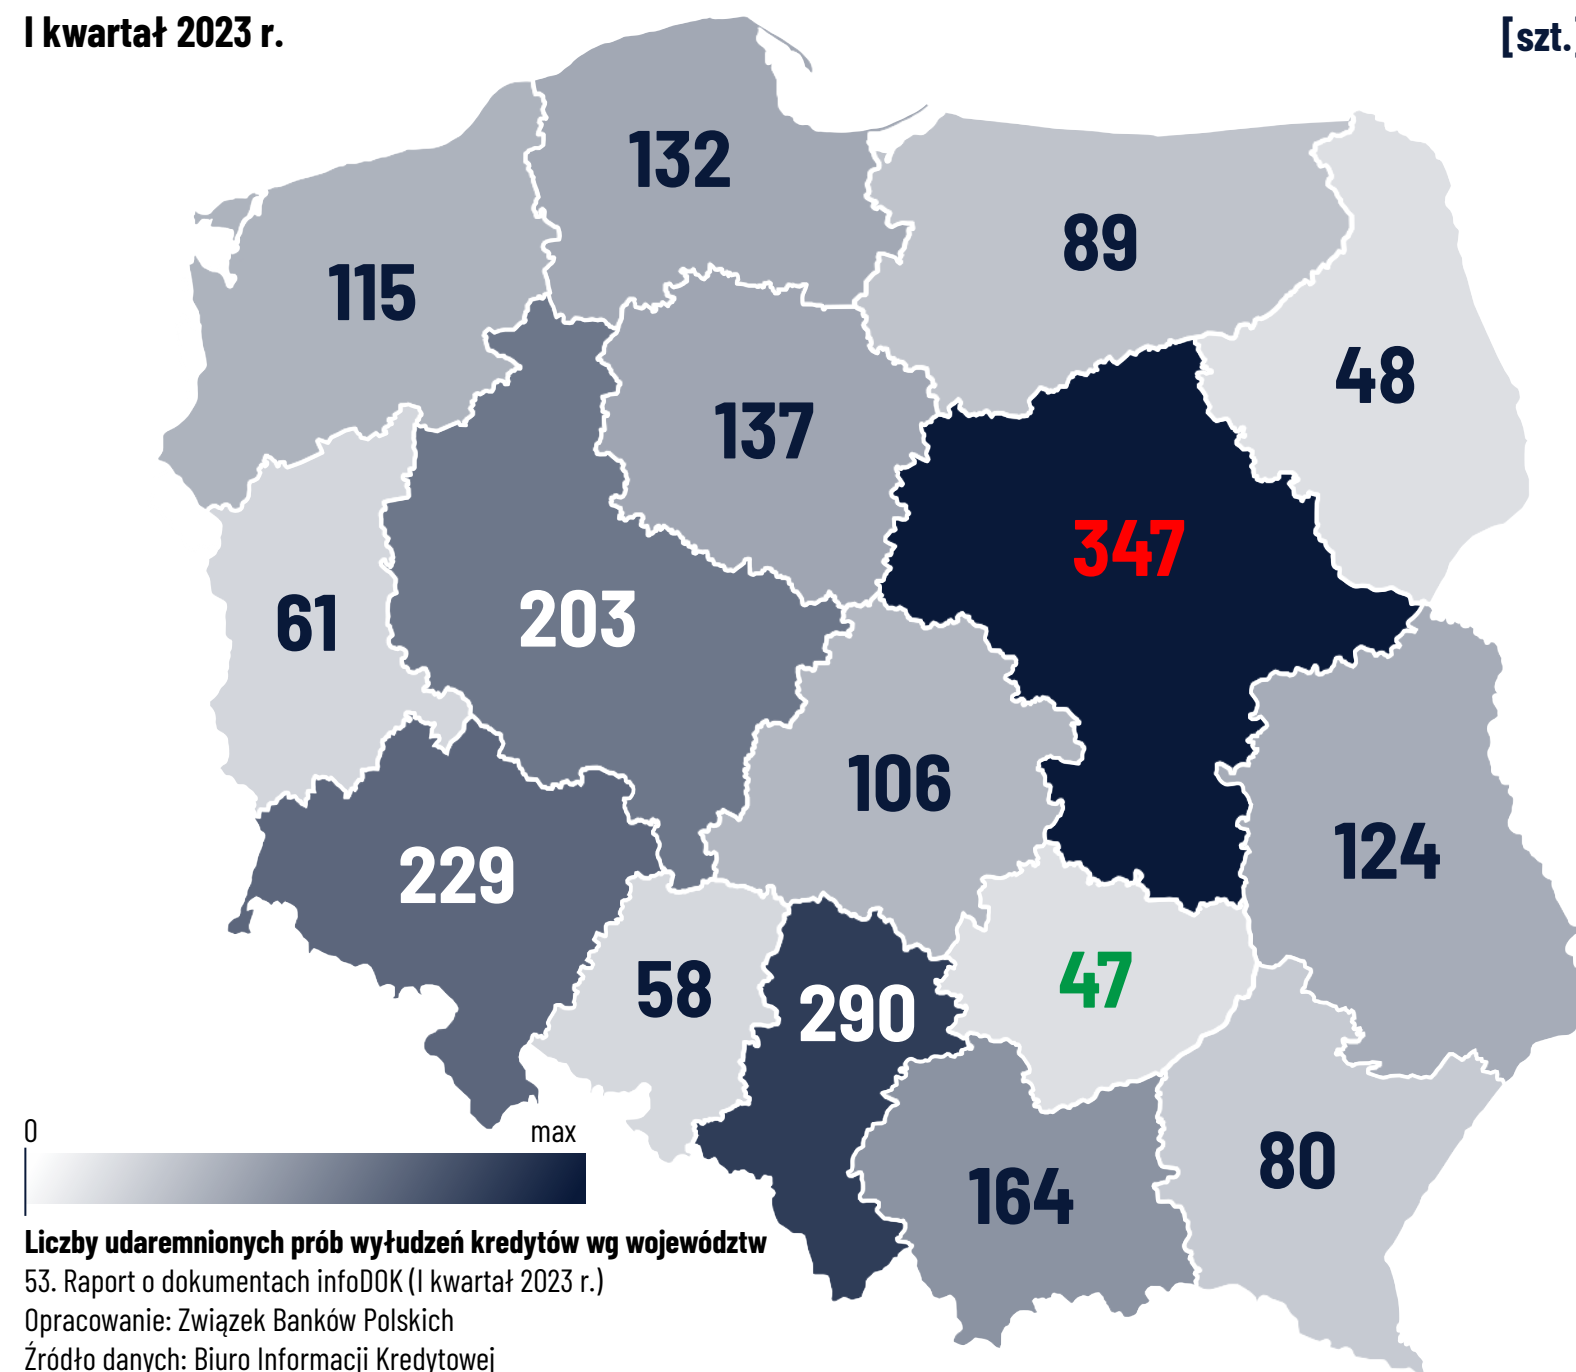 I kwartał 2023 r.
[szt.]
132
89
115
48
137
347
61
203
106
124
229
47
58
290
80
164
0 max
Liczby udaremnionych prób wyłudzeń kredytów wg województw
53. Raport o dokumentach infoDOK (I kwartał 2023 r.)
Opracowanie: Związek Banków Polskich
Źródło danych: Biuro Informacji Kredytowej